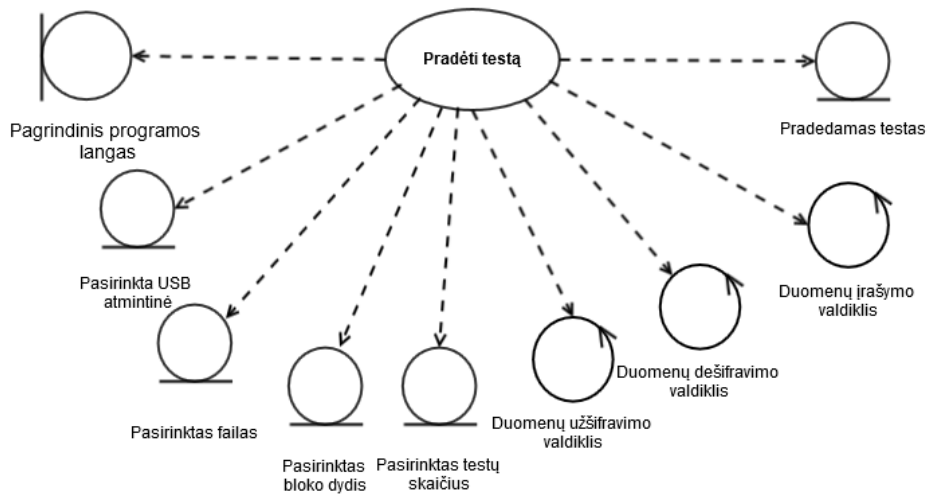 Pradėti testą
Pagrindinis programos
langas
Pradedamas testas
Pasirinkta USB
atmintinė
Duomenų įrašymo
valdiklis
Duomenų dešifravimo
valdiklis
Pasirinktas failas
Duomenų užšifravimo
valdiklis
Pasirinktas
bloko dydis
Pasirinktas testų
skaičius